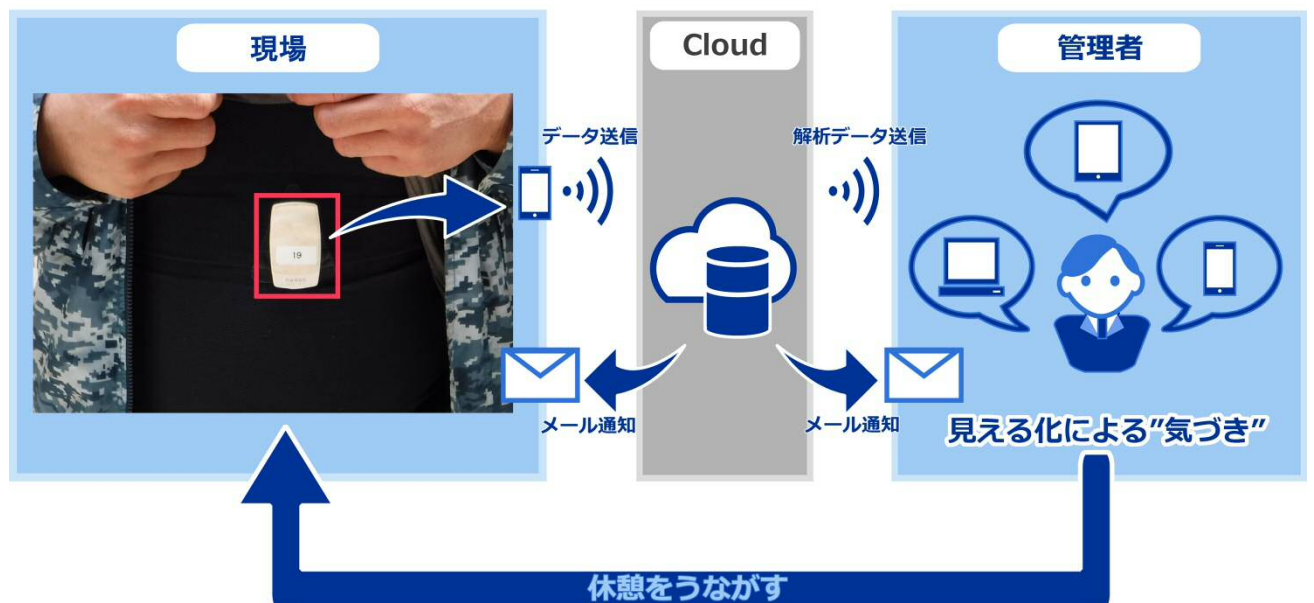 現場
Cloud
管理者
データ送信
解析データ送信
19
メール通知
メール通知
見える化による”気づき”
休憩をうながす